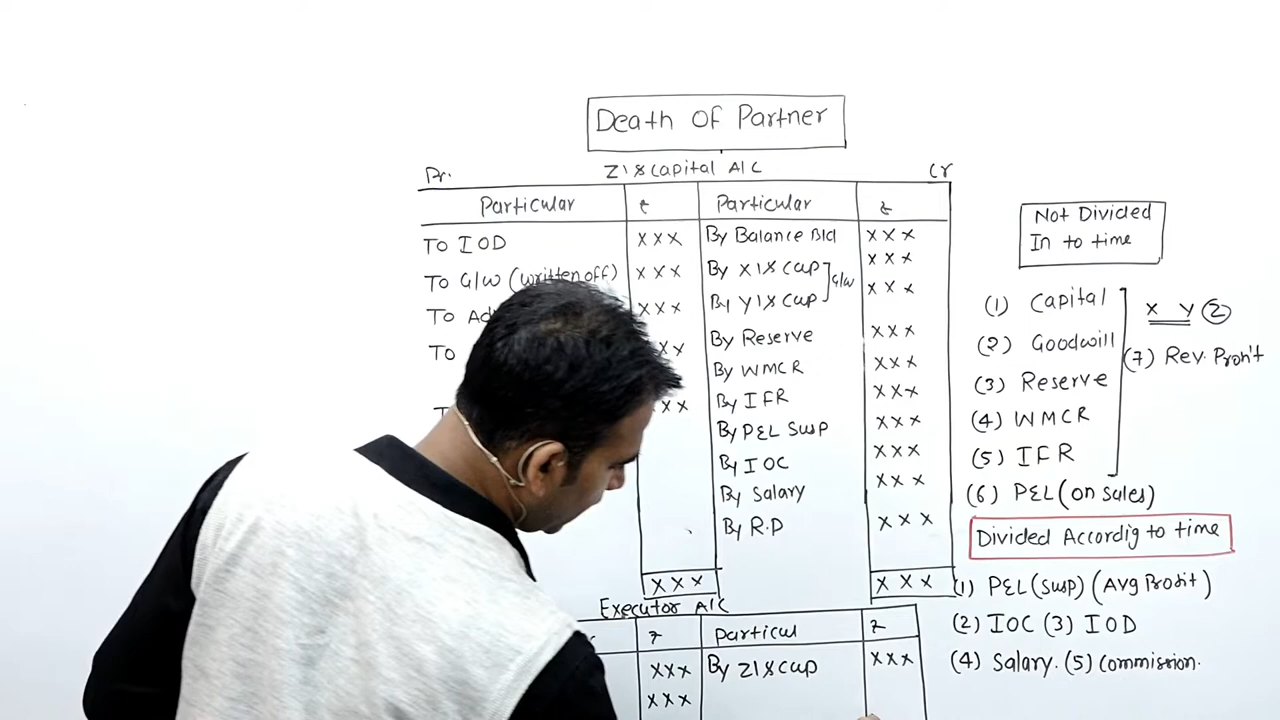 Death Of Partner
Dr. Z's Capital A/C Cr
Particular ₹ Particular ₹
To IOD XXX By Balance B/d XXX
To G/W (written off) XXX By X's Cap XXX
To Ad XXX By Y's Cap G/W XXX
To XX By Reserve XXX
By WMCR XXX
XX By IFR XXX
By P&L Susp XXX
By IOC XXX
By Salary XXX
By R.P XXX
XXX XXX
Executor A/C
₹ Particul ₹
XXX By Z's Cap XXX
XXX
Not Divided
In to time
(1) Capital
(2) Goodwill
(3) Reserve
(4) WMCR
(5) IFR
X Y 2
(7) Rev. Profit
(6) P&L (on Sales)
Divided Accordig to time
(1) P&L (Susp) (Avg Profit)
(2) IOC (3) IOD
(4) Salary. (5) Commission.